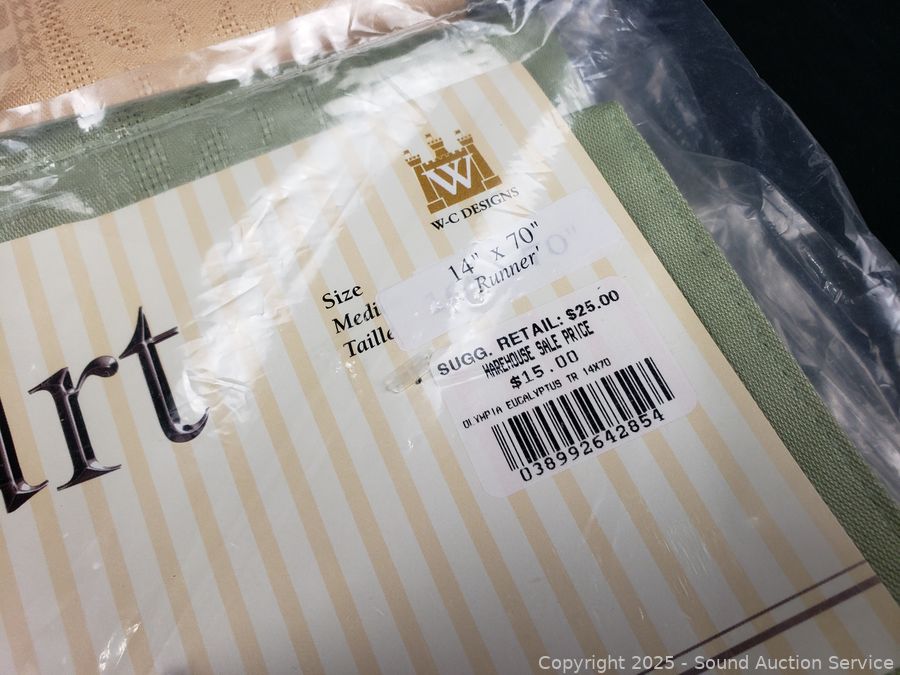 W
W-C DESIGNS
14" x 70"
Runner
Size
Medi
Taille
SUGG. RETAIL: $25.00
WAREHOUSE SALE PRICE
$15.00
OLYMPIA EUCALYPTUS TR 14X70
038992642854
art
Copyright 2025 - Sound Auction Service